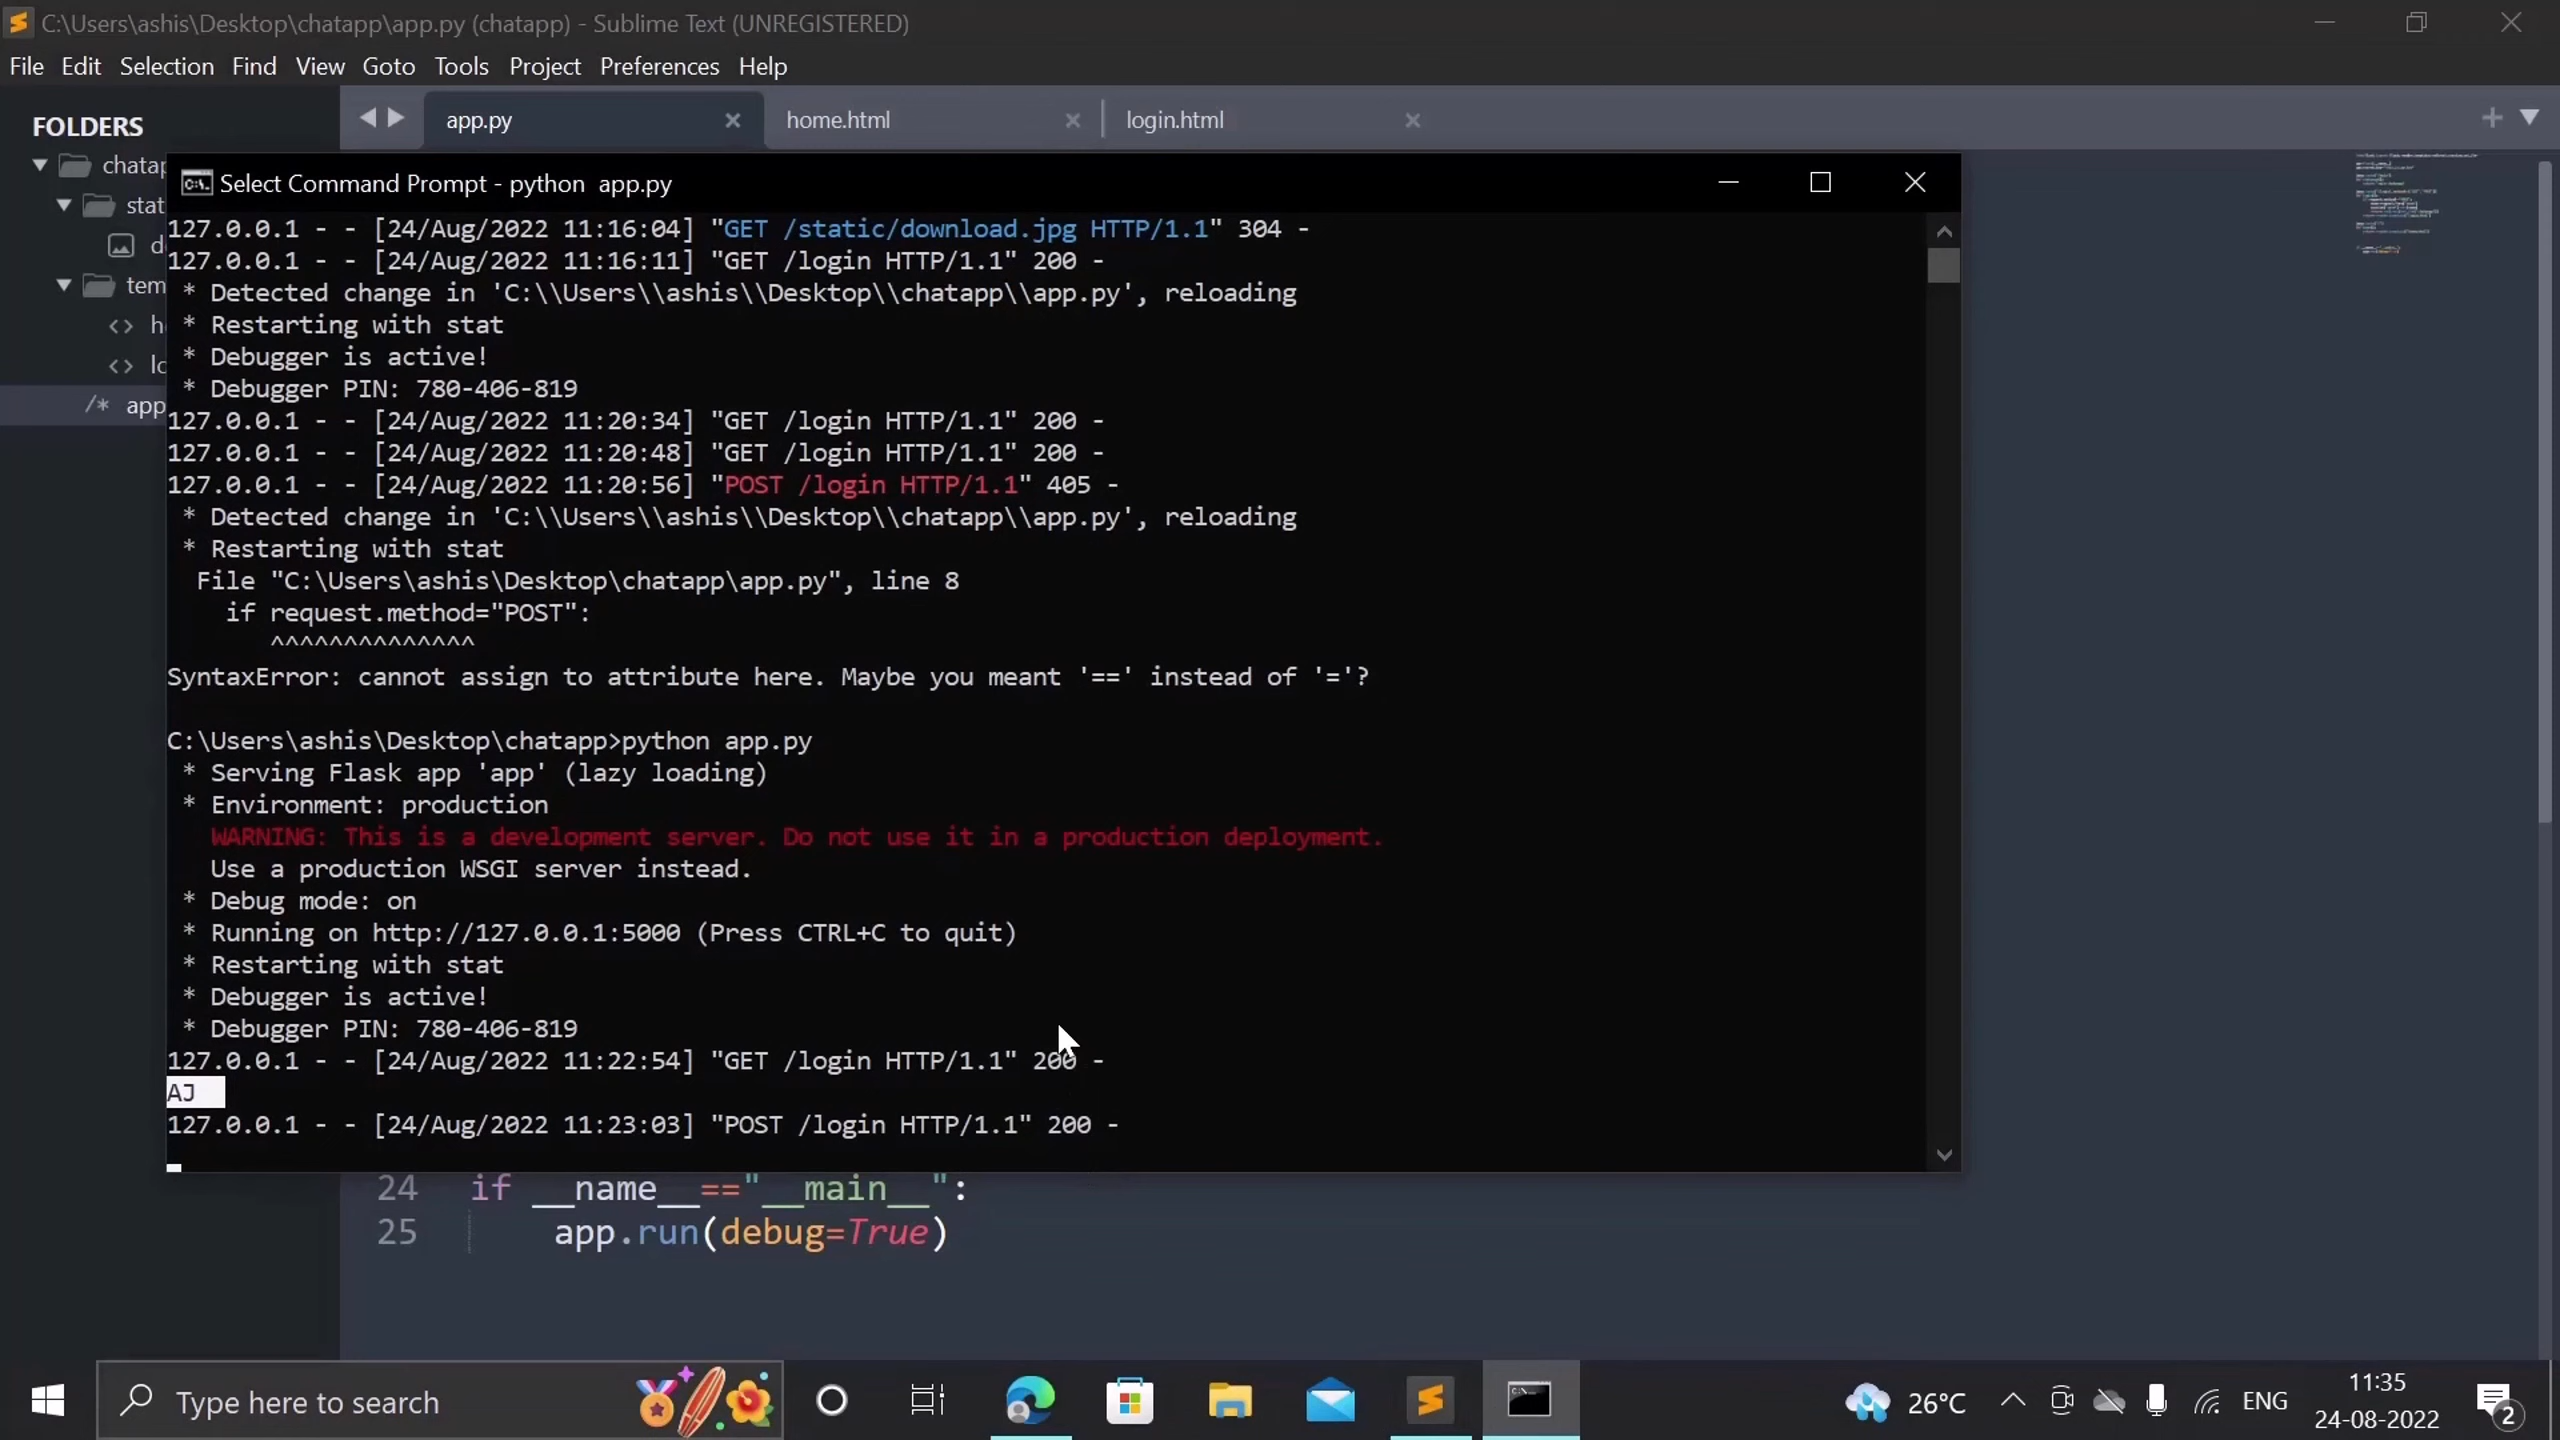 C:\Users\ashis\Desktop\chatapp\app.py (chatapp) - Sublime Text (UNREGISTERED)
File Edit Selection Find View Goto Tools Project Preferences Help
FOLDERS
app.py
home.html
login.html
chatap
stat
d
tem
h
lo
/* app
Select Command Prompt - python  app.py
127.0.0.1 - - [24/Aug/2022 11:16:04] "GET /static/download.jpg HTTP/1.1" 304 -
127.0.0.1 - - [24/Aug/2022 11:16:11] "GET /login HTTP/1.1" 200 -
 * Detected change in 'C:\\Users\\ashis\\Desktop\\chatapp\\app.py', reloading
 * Restarting with stat
 * Debugger is active!
 * Debugger PIN: 780-406-819
127.0.0.1 - - [24/Aug/2022 11:20:34] "GET /login HTTP/1.1" 200 -
127.0.0.1 - - [24/Aug/2022 11:20:48] "GET /login HTTP/1.1" 200 -
127.0.0.1 - - [24/Aug/2022 11:20:56] "POST /login HTTP/1.1" 405 -
 * Detected change in 'C:\\Users\\ashis\\Desktop\\chatapp\\app.py', reloading
 * Restarting with stat
  File "C:\Users\ashis\Desktop\chatapp\app.py", line 8
    if request.method="POST":
       ^^^^^^^^^^^^^^
SyntaxError: cannot assign to attribute here. Maybe you meant '==' instead of '='?
C:\Users\ashis\Desktop\chatapp>python app.py
 * Serving Flask app 'app' (lazy loading)
 * Environment: production
   WARNING: This is a development server. Do not use it in a production deployment.
   Use a production WSGI server instead.
 * Debug mode: on
 * Running on http://127.0.0.1:5000 (Press CTRL+C to quit)
 * Restarting with stat
 * Debugger is active!
 * Debugger PIN: 780-406-819
127.0.0.1 - - [24/Aug/2022 11:22:54] "GET /login HTTP/1.1" 200 -
AJ
127.0.0.1 - - [24/Aug/2022 11:23:03] "POST /login HTTP/1.1" 200 -
24 if __name__=="__main__":
25 app.run(debug=True)
Type here to search
26°C
ENG
11:35
24-08-2022
2